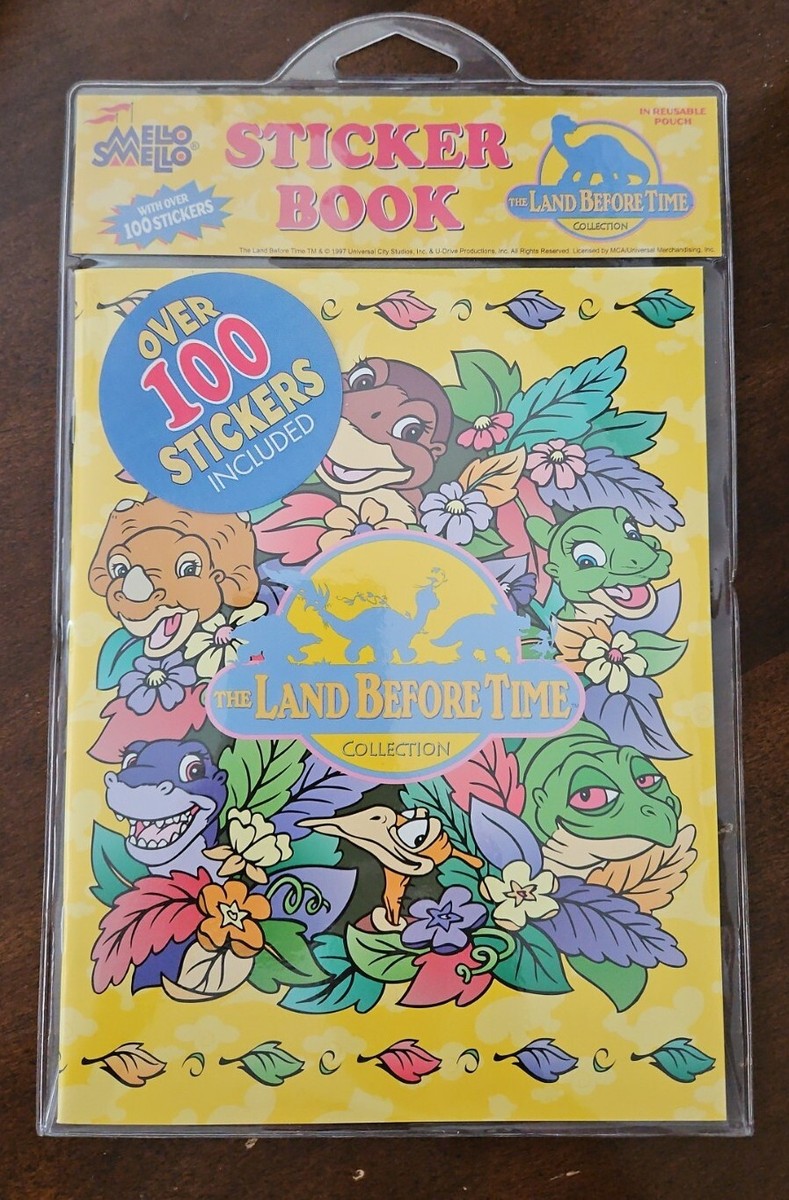 MELLO
SMELLO®
WITH OVER
100 STICKERS
STICKER
BOOK
IN REUSABLE
POUCH
THE LAND BEFORE TIME
COLLECTION
The Land Before Time TM & © 1997 Universal City Studios, Inc. & U-Drive Productions, Inc. All Rights Reserved. Licensed by MCA/Universal Merchandising, Inc.
OVER
100
STICKERS
INCLUDED
THE LAND BEFORE TIME™
COLLECTION